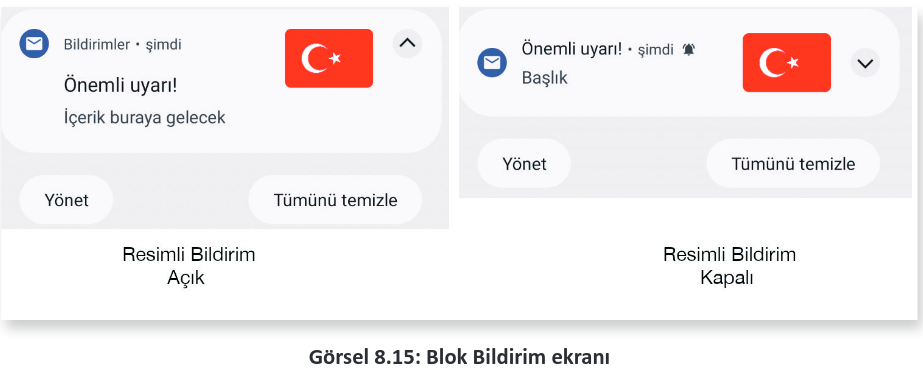 Bildirimler • şimdi
Önemli uyarı!
İçerik buraya gelecek
Yönet
Tümünü temizle
Resimli Bildirim
Açık
Önemli uyarı! • şimdi
Başlık
Yönet
Tümünü temizle
Resimli Bildirim
Kapalı
Görsel 8.15: Blok Bildirim ekranı